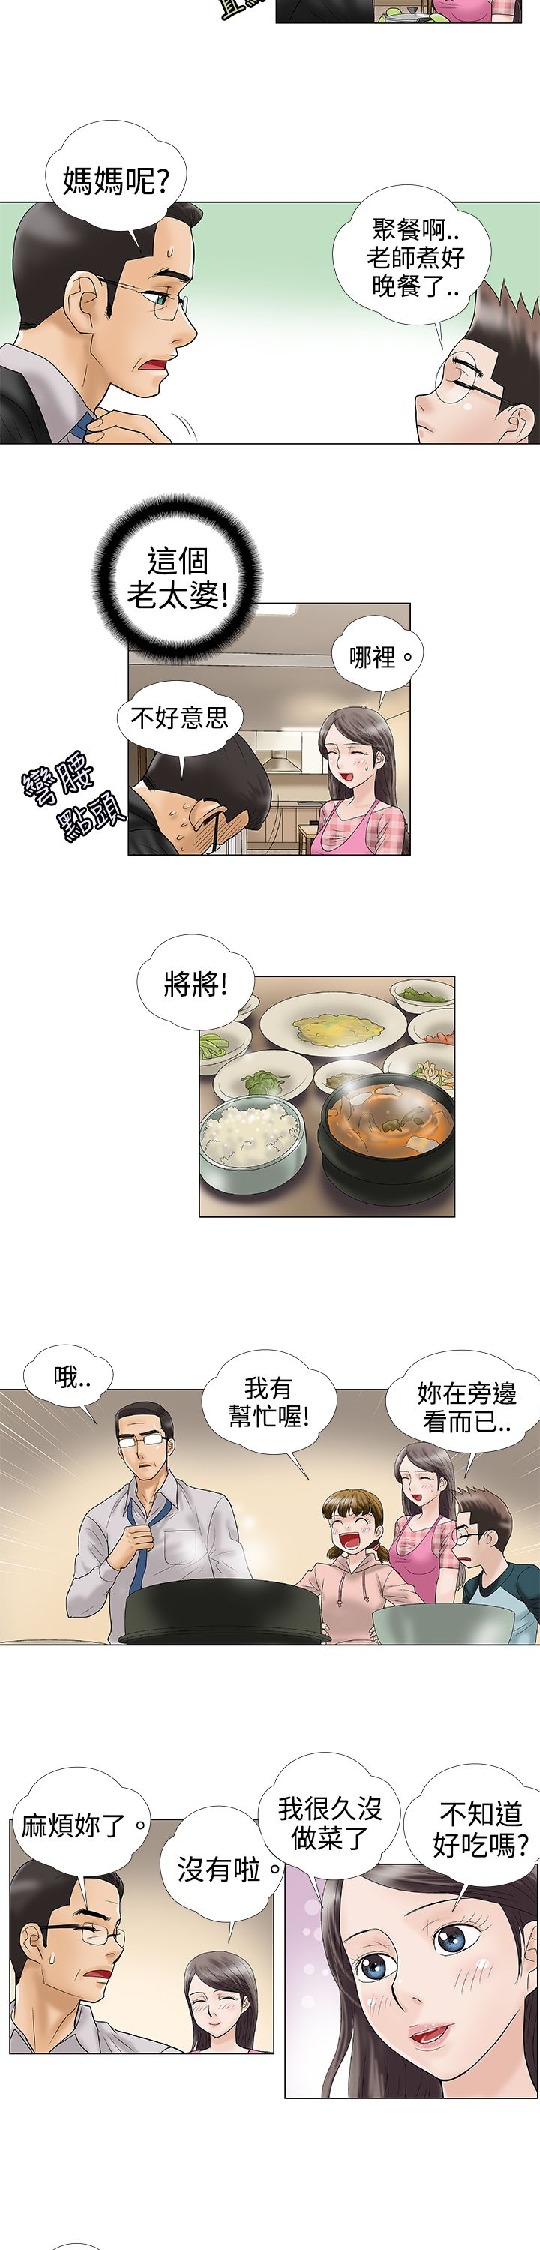 媽媽呢?
聚餐啊..
老師煮好
晚餐了..
這個
老太婆!
哪裡。
不好意思
彎腰
點頭
將將!
哦..
我有
幫忙喔!
妳在旁邊
看而已..
麻煩妳了。
沒有啦。
我很久沒
做菜了
不知道
好吃嗎?